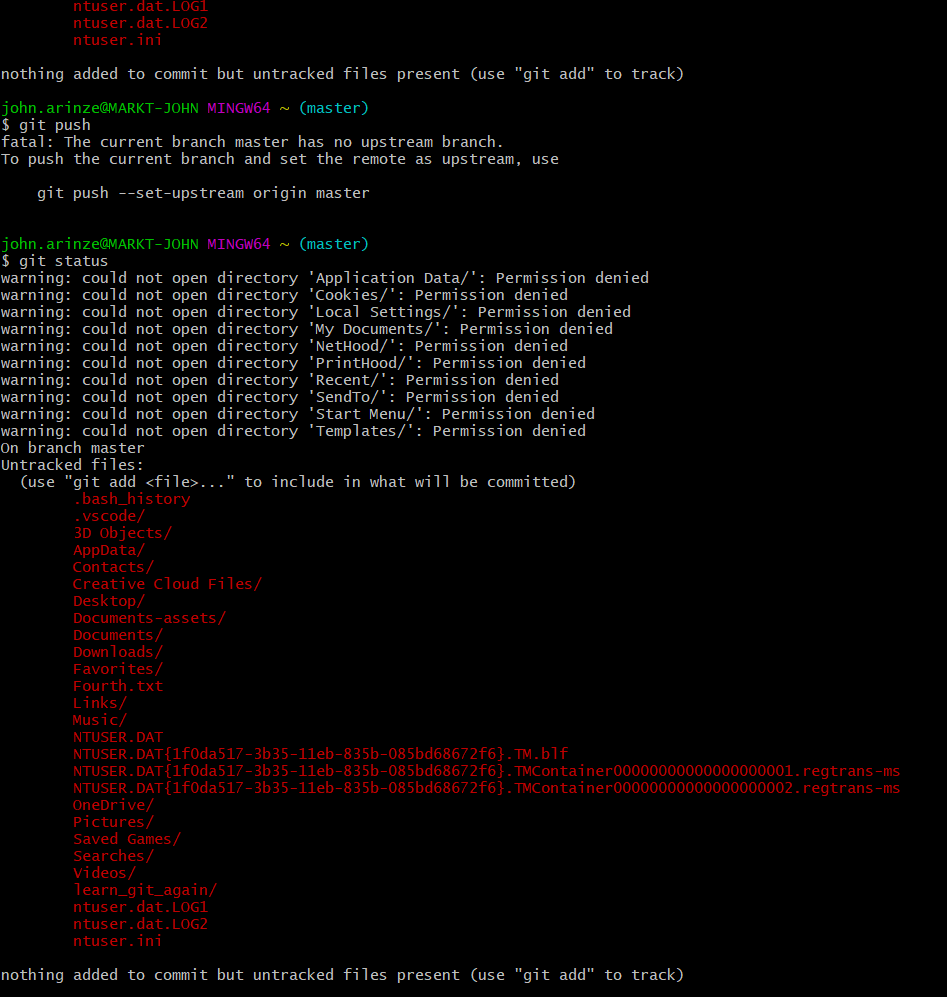 ntuser.dat.LOG1
ntuser.dat.LOG2
ntuser.ini
nothing added to commit but untracked files present (use "git add" to track)
john.arinze@MARKT-JOHN MINGW64 ~ (master)
$ git push
fatal: The current branch master has no upstream branch.
To push the current branch and set the remote as upstream, use
git push --set-upstream origin master
john.arinze@MARKT-JOHN MINGW64 ~ (master)
$ git status
warning: could not open directory 'Application Data/': Permission denied
warning: could not open directory 'Cookies/': Permission denied
warning: could not open directory 'Local Settings/': Permission denied
warning: could not open directory 'My Documents/': Permission denied
warning: could not open directory 'NetHood/': Permission denied
warning: could not open directory 'PrintHood/': Permission denied
warning: could not open directory 'Recent/': Permission denied
warning: could not open directory 'SendTo/': Permission denied
warning: could not open directory 'Start Menu/': Permission denied
warning: could not open directory 'Templates/': Permission denied
On branch master
Untracked files:
(use "git add <file>..." to include in what will be committed)
.bash_history
.vscode/
3D Objects/
AppData/
Contacts/
Creative Cloud Files/
Desktop/
Documents-assets/
Documents/
Downloads/
Favorites/
Fourth.txt
Links/
Music/
NTUSER.DAT
NTUSER.DAT{1f0da517-3b35-11eb-835b-085bd68672f6}.TM.blf
NTUSER.DAT{1f0da517-3b35-11eb-835b-085bd68672f6}.TMContainer00000000000000000001.regtrans-ms
NTUSER.DAT{1f0da517-3b35-11eb-835b-085bd68672f6}.TMContainer00000000000000000002.regtrans-ms
OneDrive/
Pictures/
Saved Games/
Searches/
Videos/
learn_git_again/
ntuser.dat.LOG1
ntuser.dat.LOG2
ntuser.ini
nothing added to commit but untracked files present (use "git add" to track)